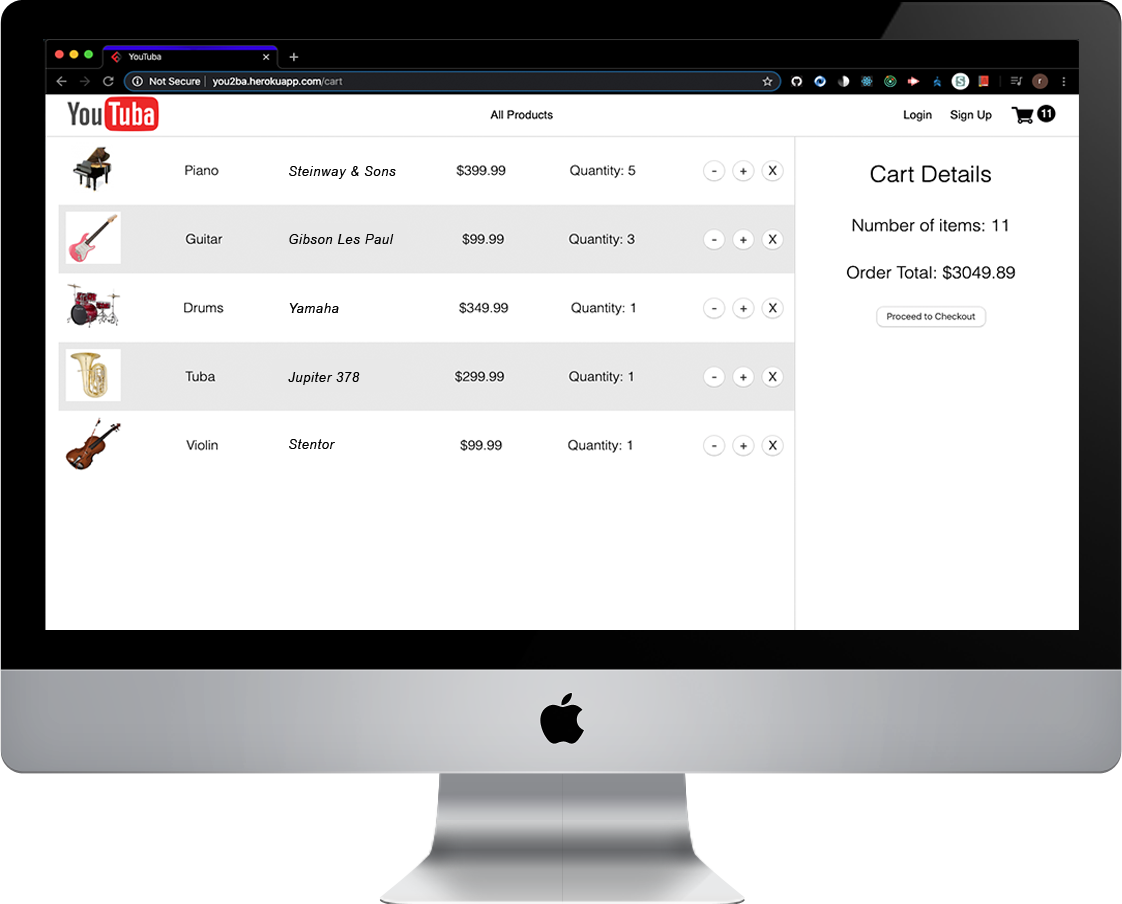 YouTuba
Not Secure | you2ba.herokuapp.com/cart
YouTuba
All Products
Login Sign Up 11
Piano Steinway & Sons $399.99 Quantity: 5 - + X
Guitar Gibson Les Paul $99.99 Quantity: 3 - + X
Drums Yamaha $349.99 Quantity: 1 - + X
Tuba Jupiter 378 $299.99 Quantity: 1 - + X
Violin Stentor $99.99 Quantity: 1 - + X
Cart Details
Number of items: 11
Order Total: $3049.89
Proceed to Checkout